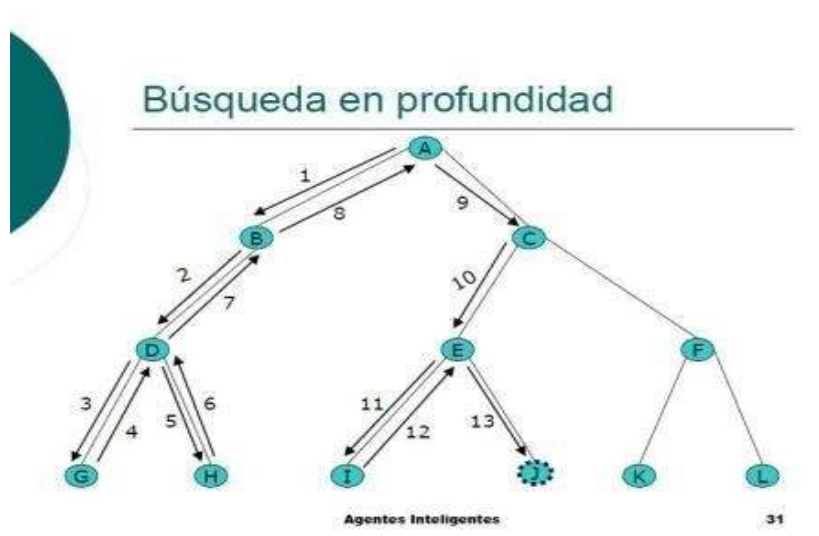 Búsqueda en profundidad
A
1
8
9
B
C
2
7
10
D
E
F
3
4
5
6
11
12
13
G
H
I
J
K
L
Agentes Inteligentes
31